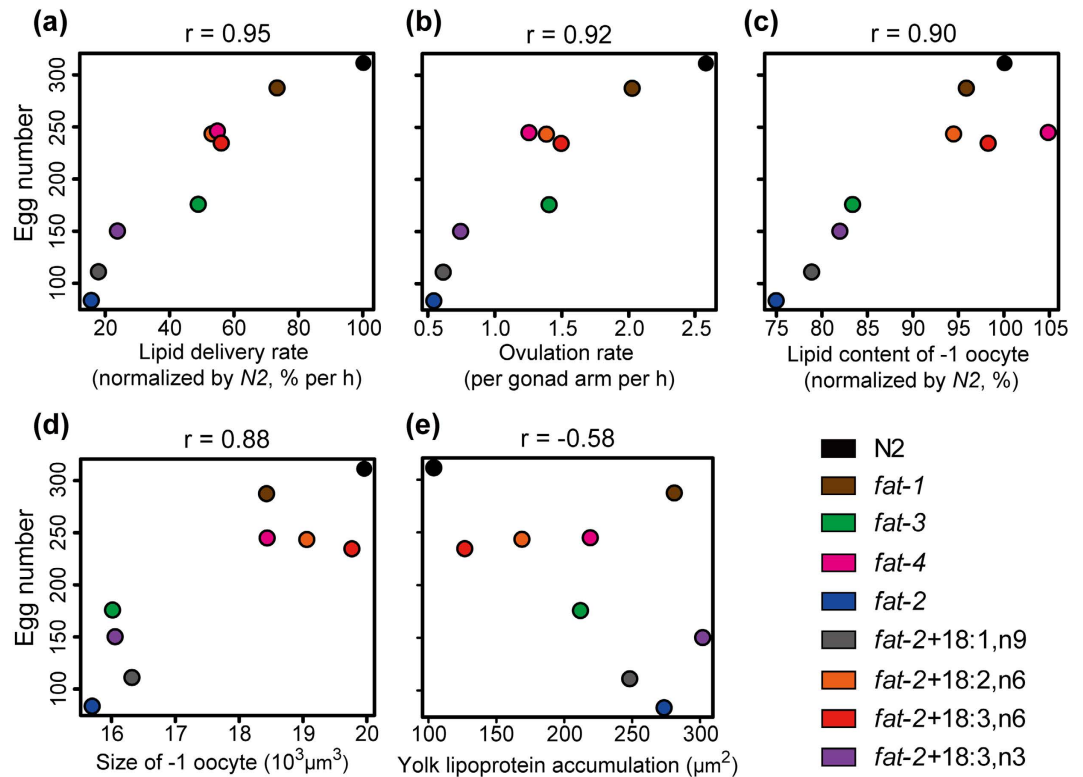 (a)
r = 0.95
(b)
r = 0.92
(c)
r = 0.90
Egg number
100 150 200 250 300
20 40 60 80 100
Lipid delivery rate
(normalized by N2, % per h)
0.5 1.0 1.5 2.0 2.5
Ovulation rate
(per gonad arm per h)
75 80 85 90 95 100 105
Lipid content of -1 oocyte
(normalized by N2, %)
(d)
r = 0.88
(e)
r = -0.58
Egg number
100 150 200 250 300
16 17 18 19 20
Size of -1 oocyte (10³μm³)
100 150 200 250 300
Yolk lipoprotein accumulation (μm²)
N2
fat-1
fat-3
fat-4
fat-2
fat-2+18:1,n9
fat-2+18:2,n6
fat-2+18:3,n6
fat-2+18:3,n3